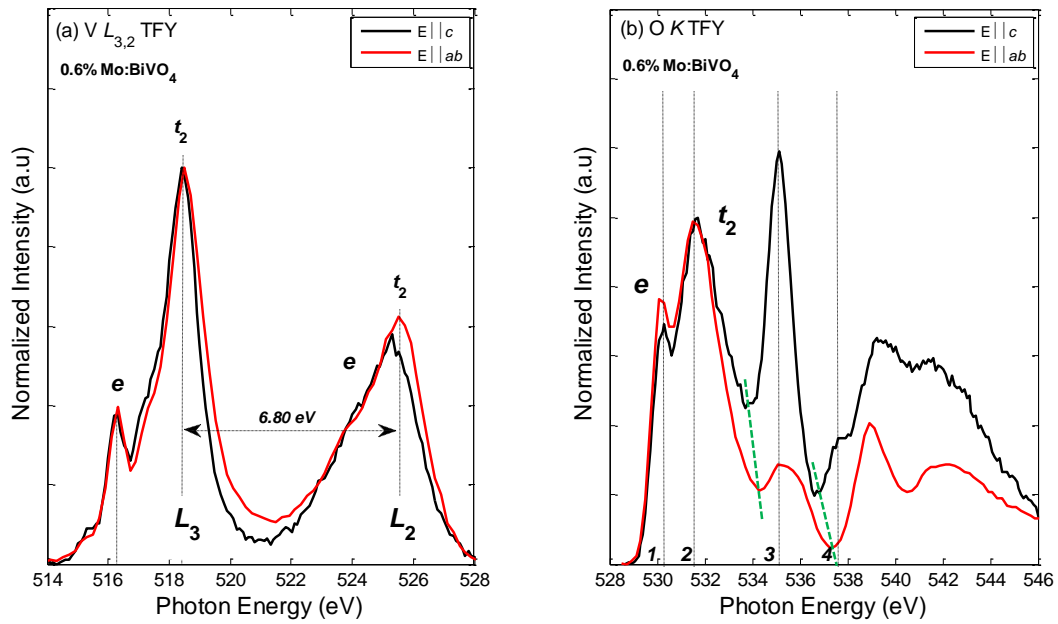 (a) V L3,2 TFY
E||c
E||ab
0.6% Mo:BiVO4
t2
e
t2
e
6.80 eV
L3
L2
514 516 518 520 522 524 526 528
Photon Energy (eV)
Normalized Intensity (a.u)
(b) O K TFY
E||c
E||ab
0.6% Mo:BiVO4
t2
e
1 2 3 4
528 530 532 534 536 538 540 542 544 546
Photon Energy (eV)
Normalized Intensity (a.u)